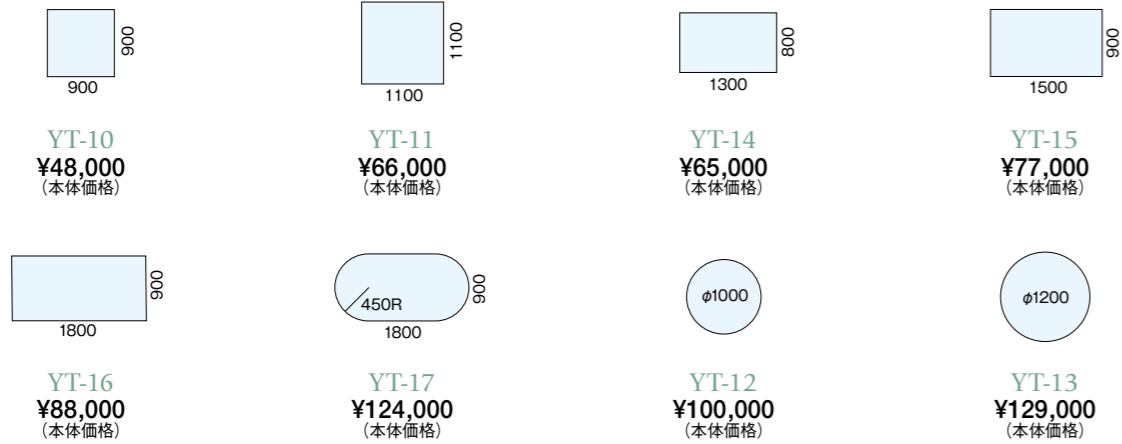 900
900
YT-10
¥48,000
（本体価格）
1100
1100
YT-11
¥66,000
（本体価格）
800
1300
YT-14
¥65,000
（本体価格）
900
1500
YT-15
¥77,000
（本体価格）
900
1800
YT-16
¥88,000
（本体価格）
450R
900
1800
YT-17
¥124,000
（本体価格）
φ1000
YT-12
¥100,000
（本体価格）
φ1200
YT-13
¥129,000
（本体価格）